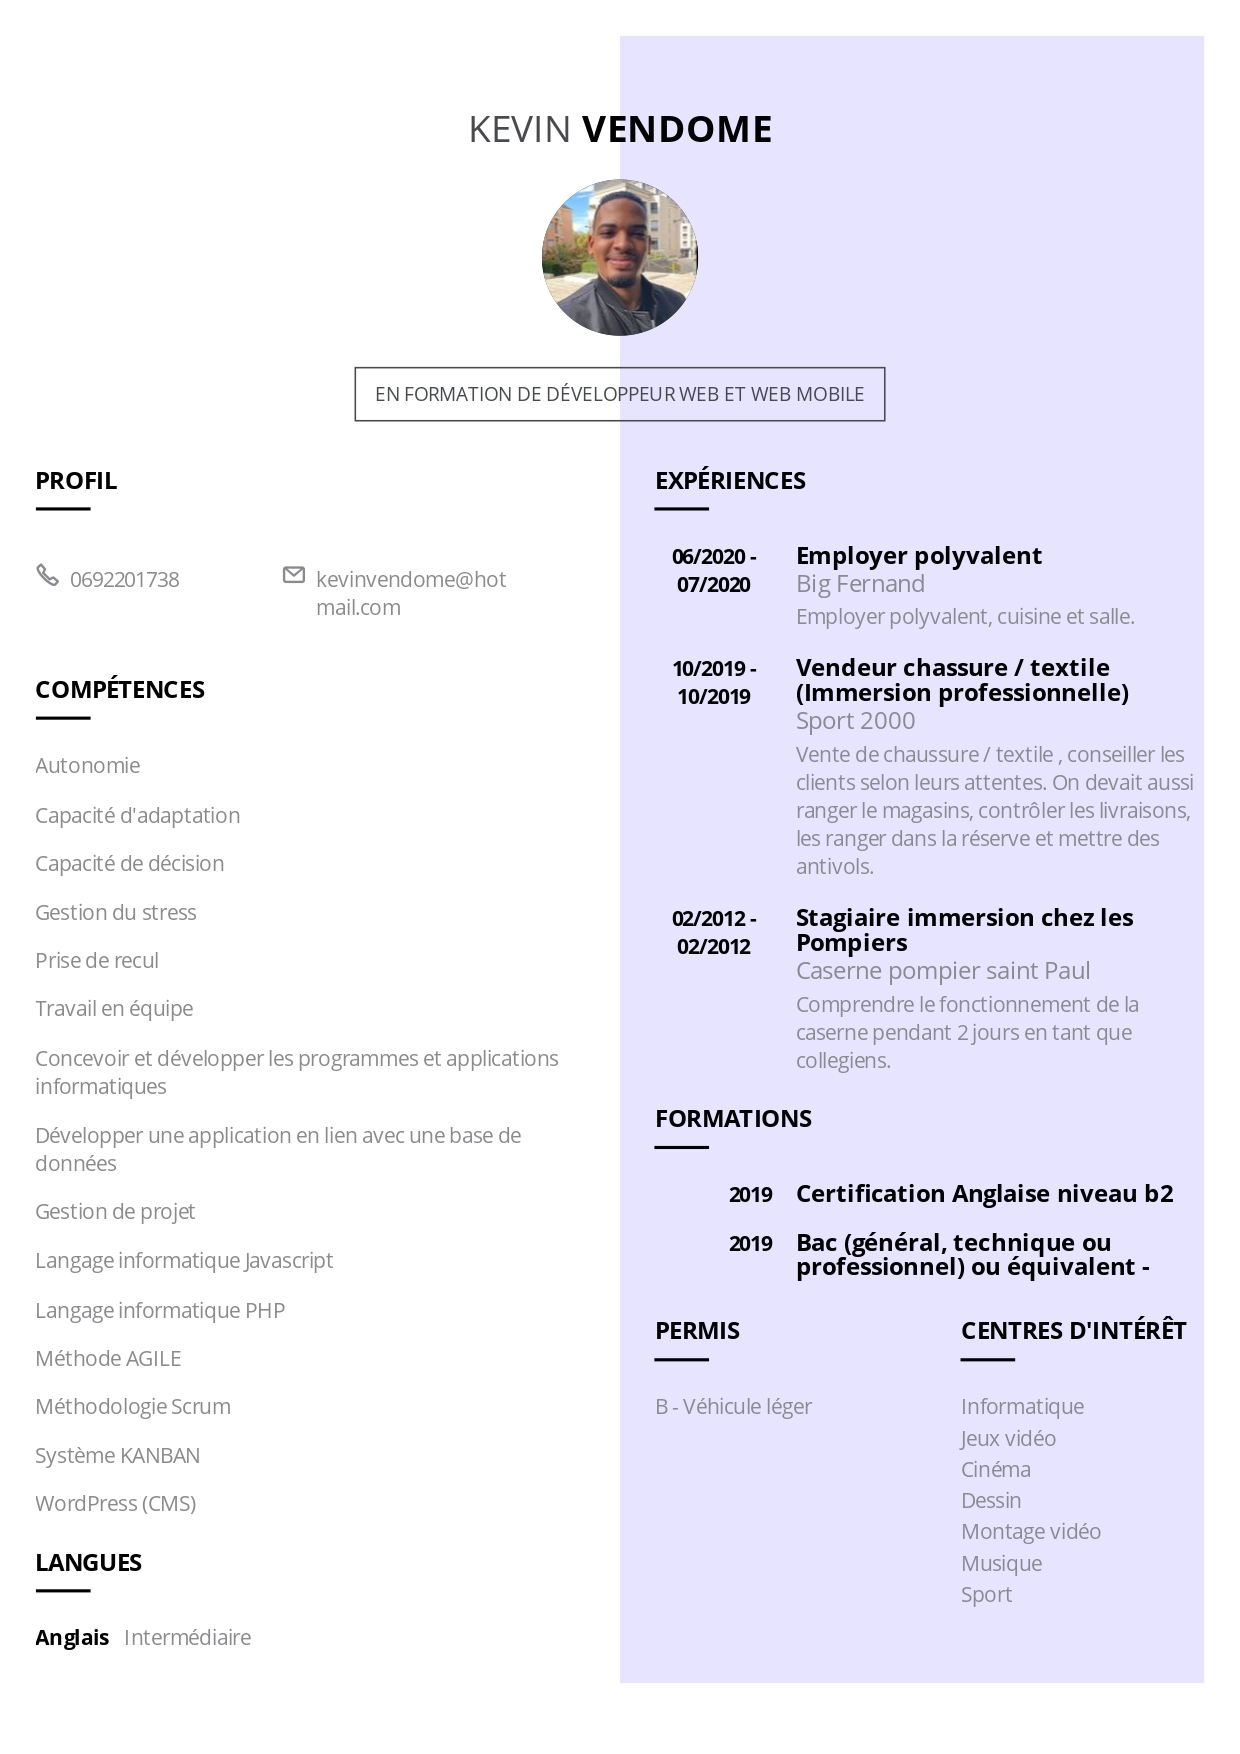 KEVIN VENDOME
EN FORMATION DE DÉVELOPPEUR WEB ET WEB MOBILE
PROFIL
0692201738
kevinvendome@hot
mail.com
COMPÉTENCES
Autonomie
Capacité d'adaptation
Capacité de décision
Gestion du stress
Prise de recul
Travail en équipe
Concevoir et développer les programmes et applications
informatiques
Développer une application en lien avec une base de
données
Gestion de projet
Langage informatique Javascript
Langage informatique PHP
Méthode AGILE
Méthodologie Scrum
Système KANBAN
WordPress (CMS)
LANGUES
Anglais Intermédiaire
EXPÉRIENCES
06/2020 -
07/2020
Employer polyvalent
Big Fernand
Employer polyvalent, cuisine et salle.
10/2019 -
10/2019
Vendeur chassure / textile
(Immersion professionnelle)
Sport 2000
Vente de chaussure / textile , conseiller les
clients selon leurs attentes. On devait aussi
ranger le magasins, contrôler les livraisons,
les ranger dans la réserve et mettre des
antivols.
02/2012 -
02/2012
Stagiaire immersion chez les
Pompiers
Caserne pompier saint Paul
Comprendre le fonctionnement de la
caserne pendant 2 jours en tant que
collegiens.
FORMATIONS
2019 Certification Anglaise niveau b2
2019 Bac (général, technique ou
professionnel) ou équivalent -
PERMIS
B - Véhicule léger
CENTRES D'INTÉRÊT
Informatique
Jeux vidéo
Cinéma
Dessin
Montage vidéo
Musique
Sport